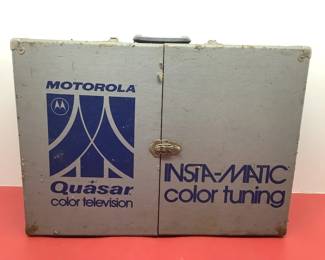 MOTOROLA
Quasar
color television
INSTA-MATIC
color tuning